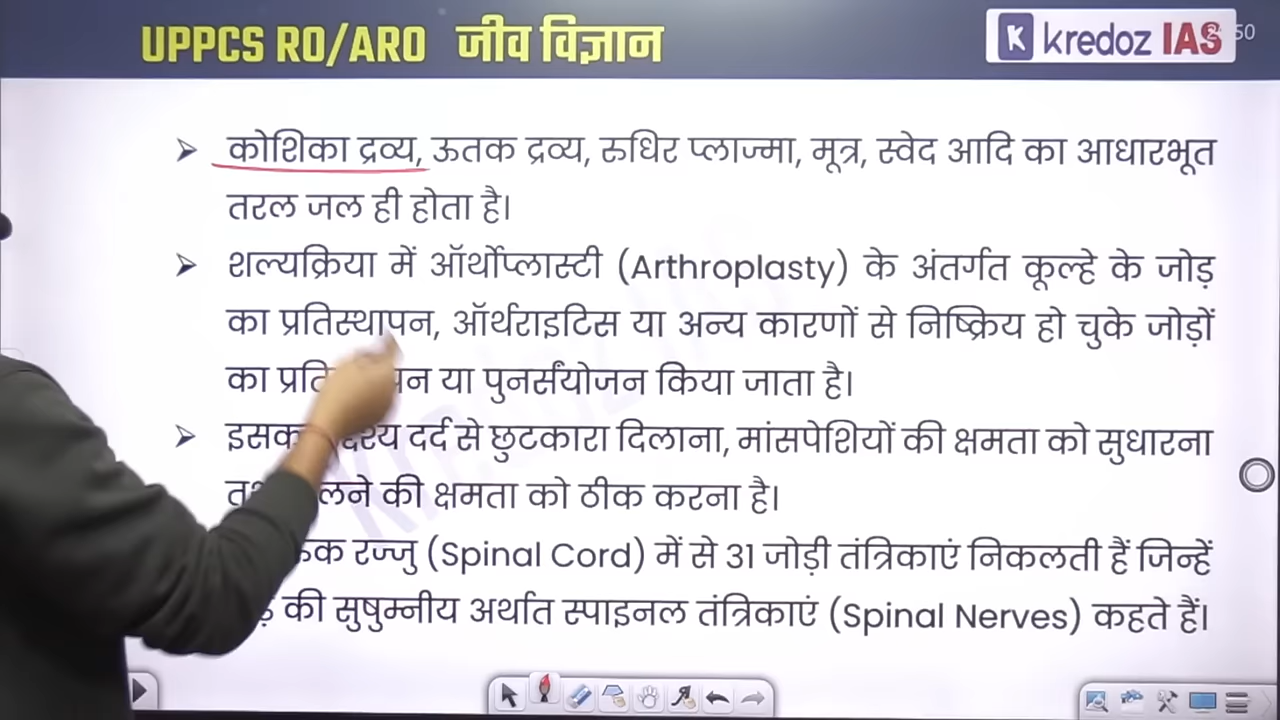 UPPCS RO/ARO जीव विज्ञान
kredoz IAS
कोशिका द्रव्य, ऊतक द्रव्य, रुधिर प्लाज्मा, मूत्र, स्वेद आदि का आधारभूत
तरल जल ही होता है।
शल्यक्रिया में ऑर्थोप्लास्टी (Arthroplasty) के अंतर्गत कूल्हे के जोड़
का प्रतिस्थापन, ऑर्थराइटिस या अन्य कारणों से निष्क्रिय हो चुके जोड़ों
का या पुनर्संयोजन किया जाता है।
दर्द से छुटकारा दिलाना, मांसपेशियों की क्षमता को सुधारना
की क्षमता को ठीक करना है।
रज्जु (Spinal Cord) में से 31 जोड़ी तंत्रिकाएं निकलती हैं जिन्हें
की सुषुम्नीय अर्थात स्पाइनल तंत्रिकाएं (Spinal Nerves) कहते हैं।